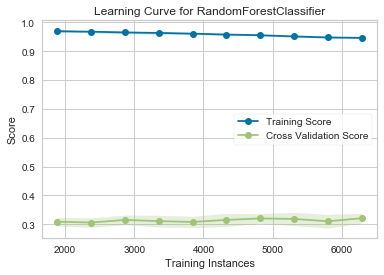 Learning Curve for RandomForestClassifier
1.0
0.9
0.8
0.7
0.6
0.5
0.4
0.3
Score
Training Score
Cross Validation Score
2000 3000 4000 5000 6000
Training Instances